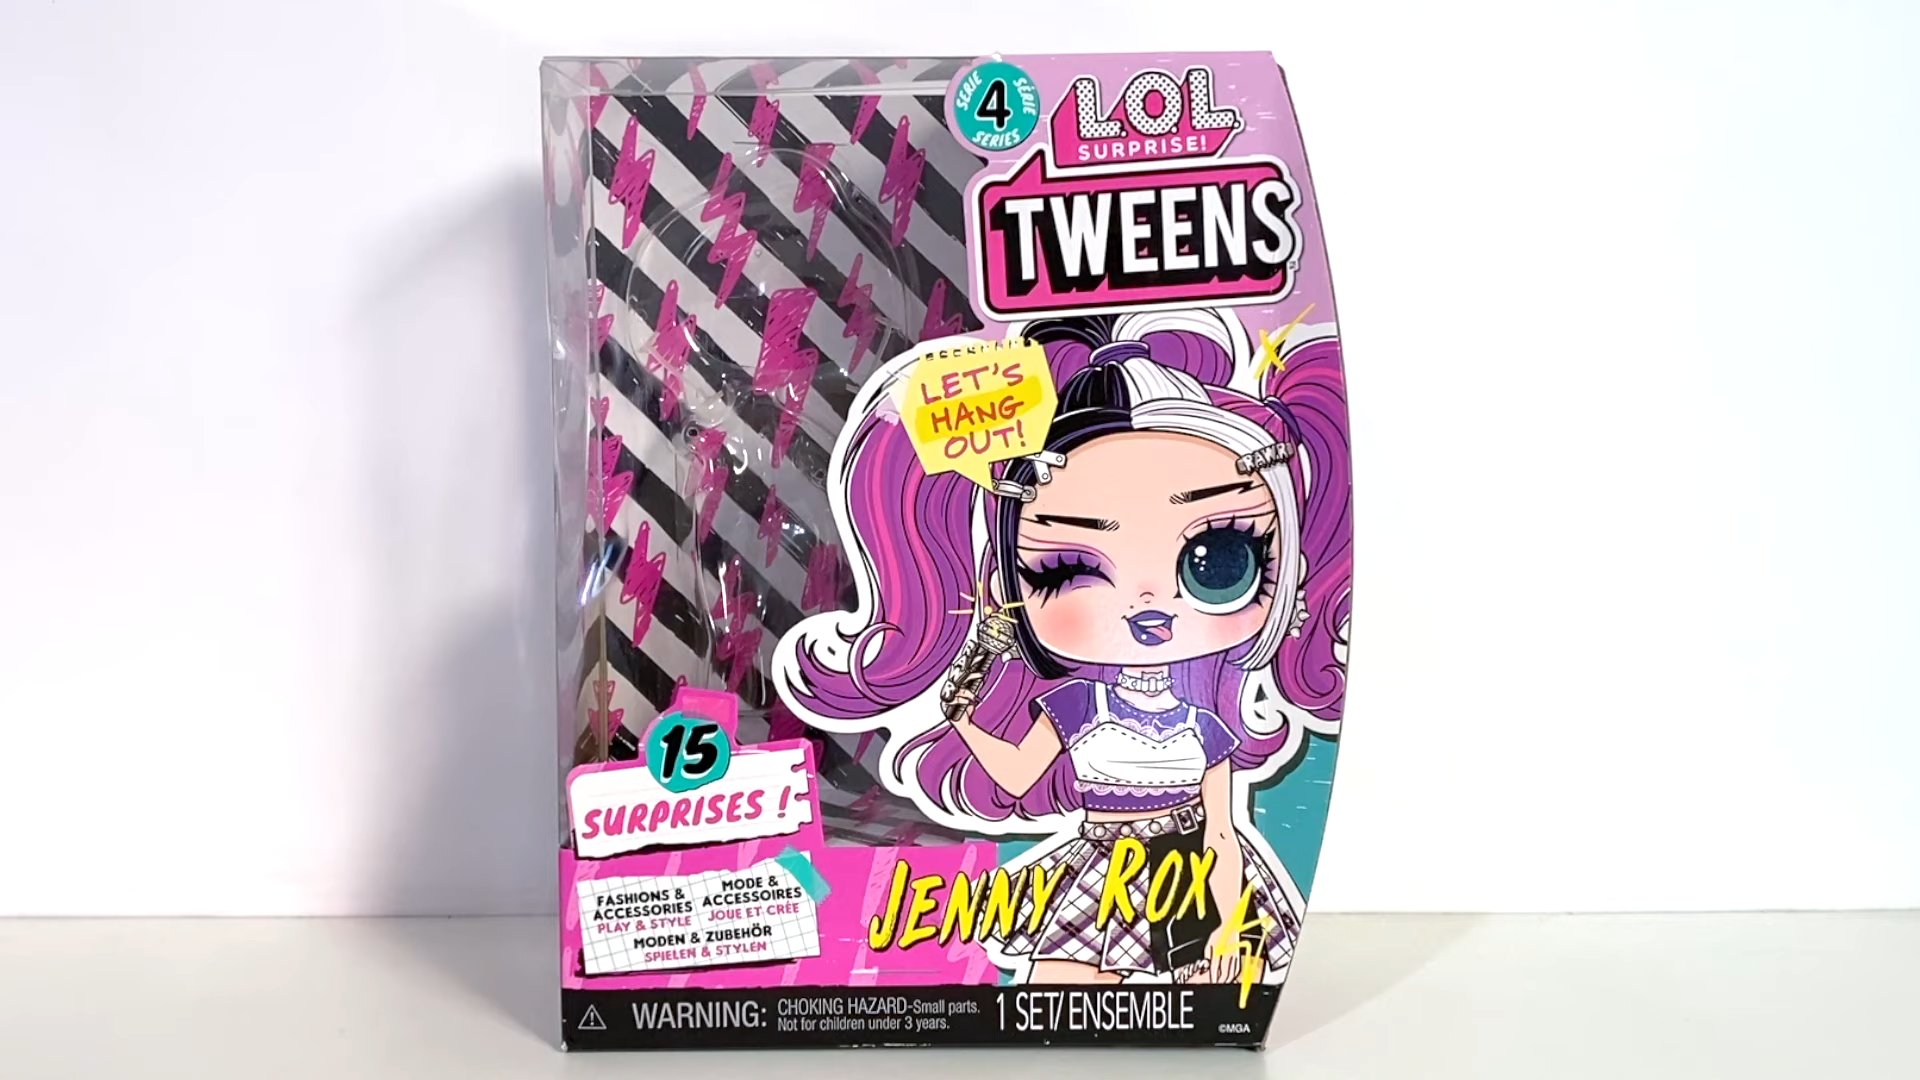 SERIE
SÉRIE
4
SERIES
L.O.L.
SURPRISE!
TWEENS
LET'S
HANG
OUT!
RAWR
15
SURPRISES!
FASHIONS &
ACCESSORIES
PLAY & STYLE
MODE &
ACCESSOIRES
JOUE ET CRÉE
MODEN & ZUBEHÖR
SPIELEN & STYLEN
JENNY ROX
WARNING: CHOKING HAZARD-Small parts.
Not for children under 3 years.
1 SET/ENSEMBLE
©MGA